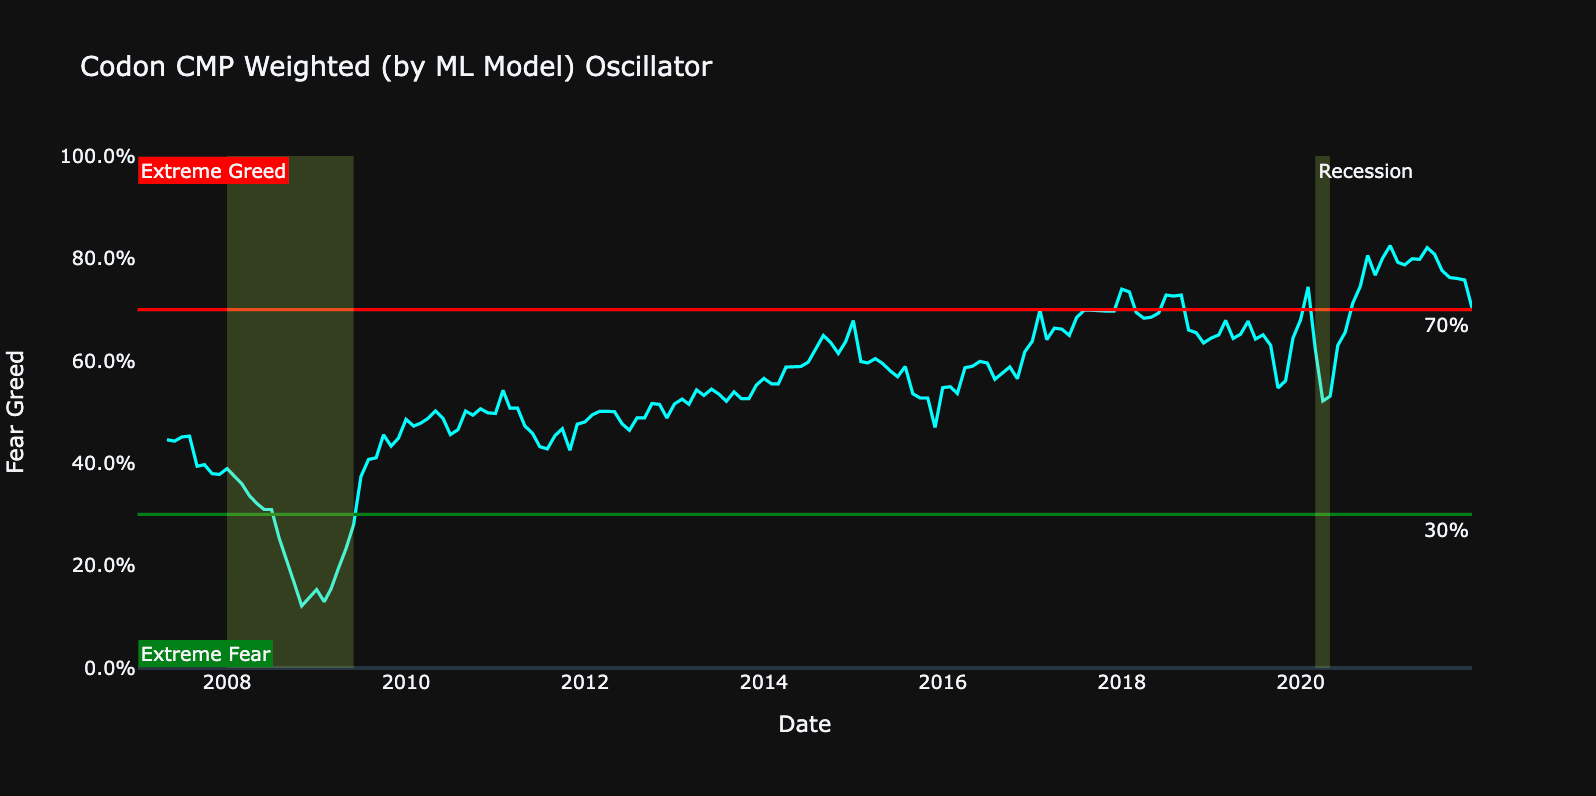 Codon CMP Weighted (by ML Model) Oscillator
100.0%
Extreme Greed
Recession
80.0%
70%
60.0%
Fear Greed
40.0%
30%
20.0%
Extreme Fear
0.0%
2008 2010 2012 2014 2016 2018 2020
Date